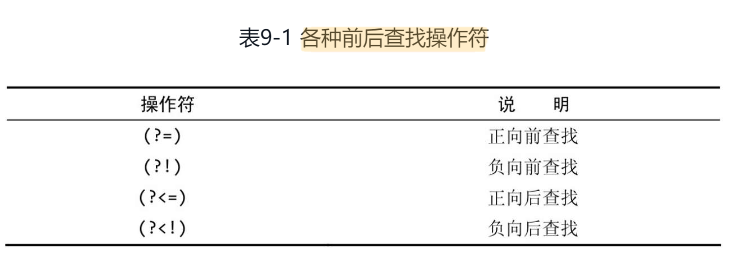 表9-1 各种前后查找操作符
操作符 说 明
(?=) 正向前查找
(?!) 负向前查找
(?<=) 正向后查找
(?<!) 负向后查找